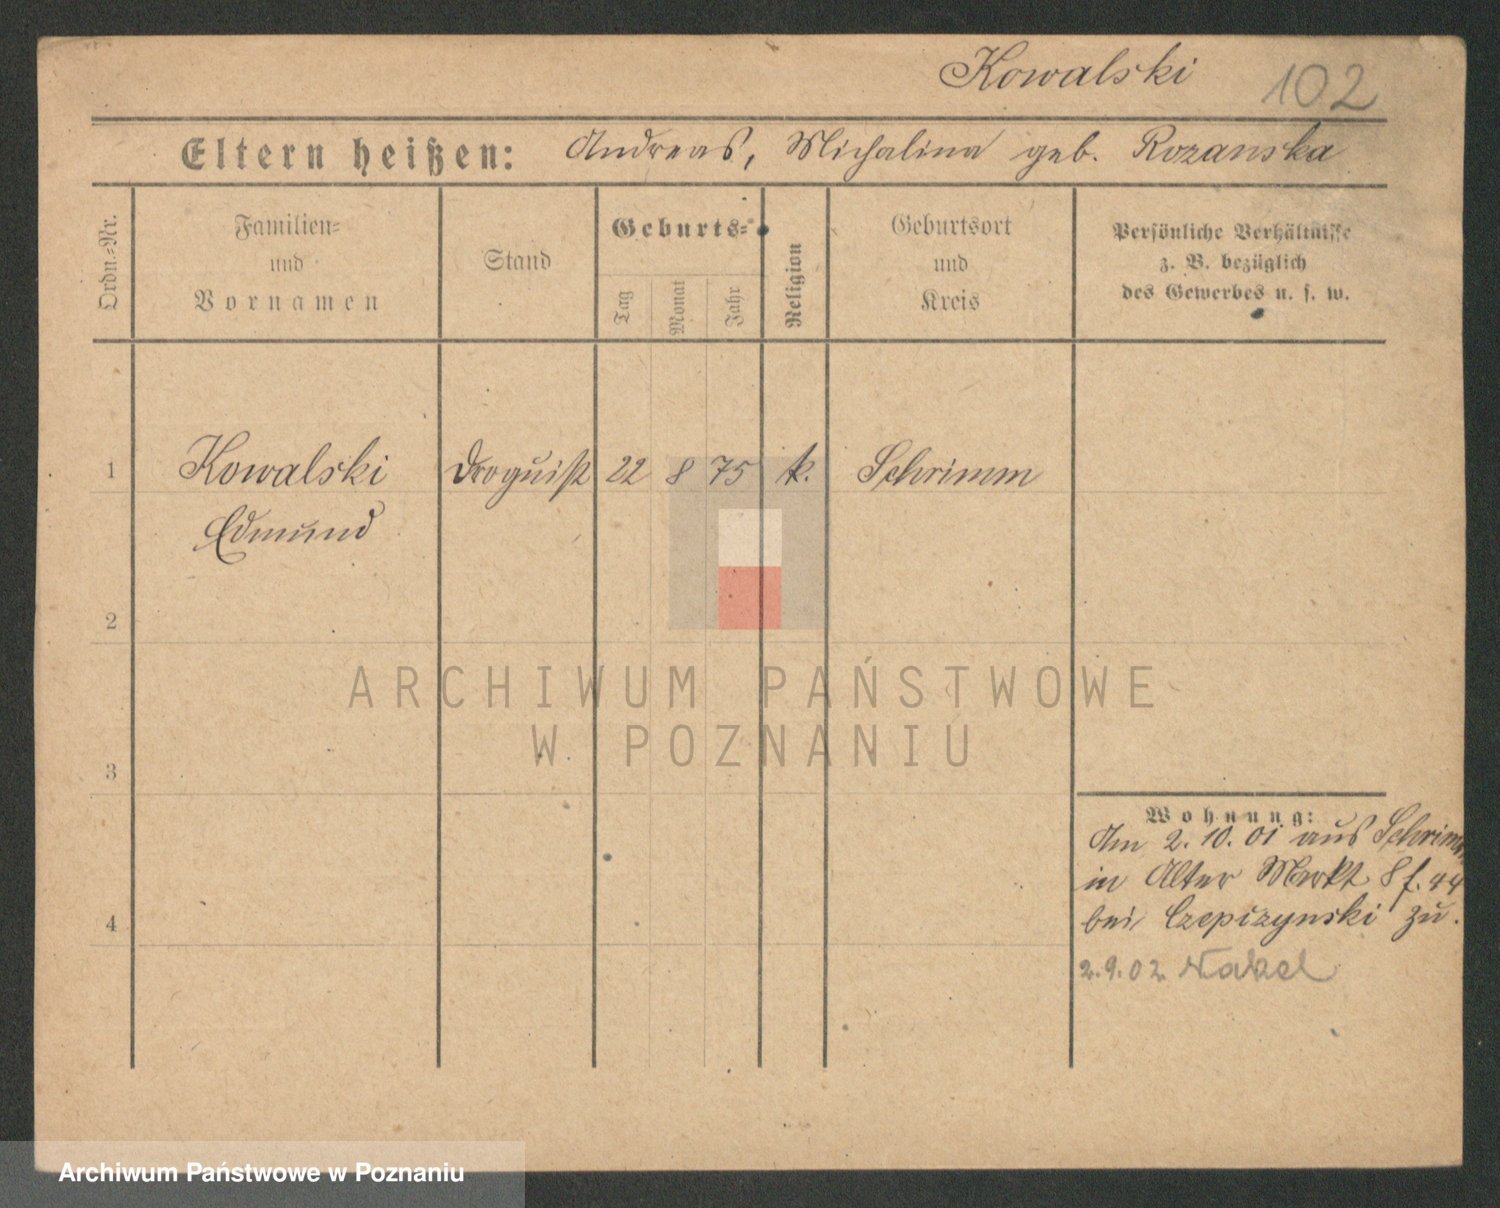 Kowalski 102
Eltern heißen: Andreas, Michalina geb. Rozanska
Ordn.-Nr.
Familien-
und
Vornamen
Stand
Geburts-
Tag
Monat
Jahr
Religion
Geburtsort
und
Kreis
Persönliche Verhältnisse
z. B. bezüglich
des Gewerbes u. s. w.
1 Kowalski Droguist 22 8 75 k. Schrimm
Edmund
2
3
4
Wohnung:
Am 2.10.01 aus Schrimm
in Alter Markt 8 f. 44
bei Czepczynski zu.
2.9.02 Nakel
ARCHIWUM PAŃSTWOWE
W POZNANIU
Archiwum Państwowe w Poznaniu